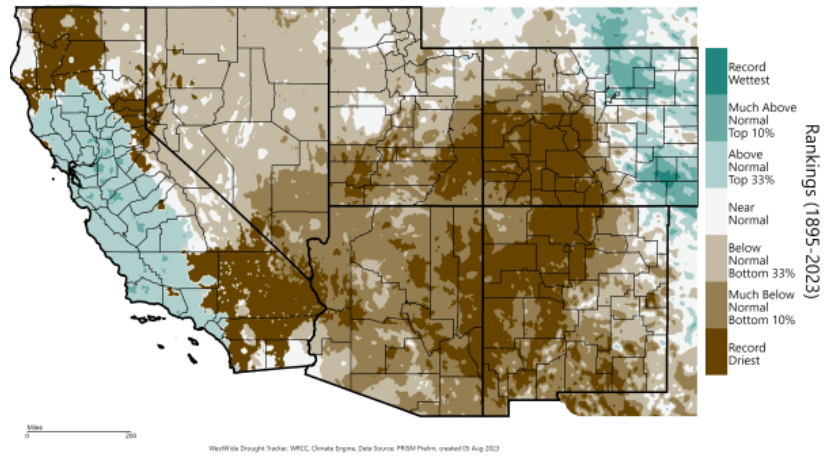 Record
Wettest
Much Above
Normal
Top 10%
Above
Normal
Top 33%
Near
Normal
Below
Normal
Bottom 33%
Much Below
Normal
Bottom 10%
Record
Driest
Rankings (1895-2023)
Miles
0 200
WestWide Drought Tracker, WRCC, Climate Engine, Data Source: PRISM Prelim, created 05 Aug 2023